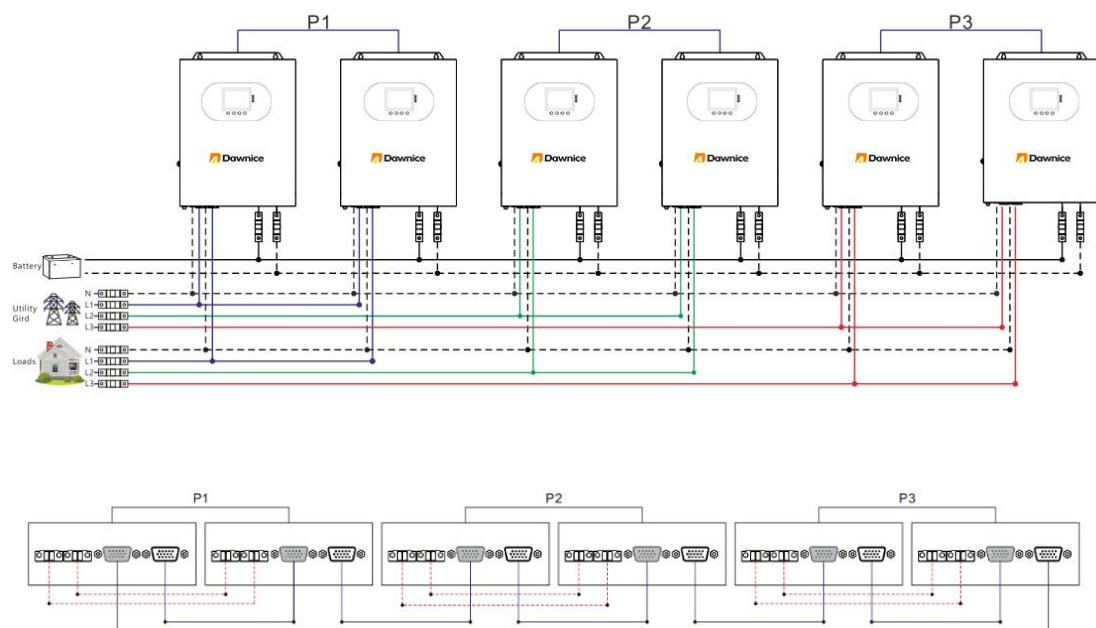 P1 P2 P3
Dawnice Dawnice Dawnice Dawnice Dawnice Dawnice
Battery
N
Utility
Gird
L1
L2
L3
Loads
N
L1
L2
L3
P1 P2 P3